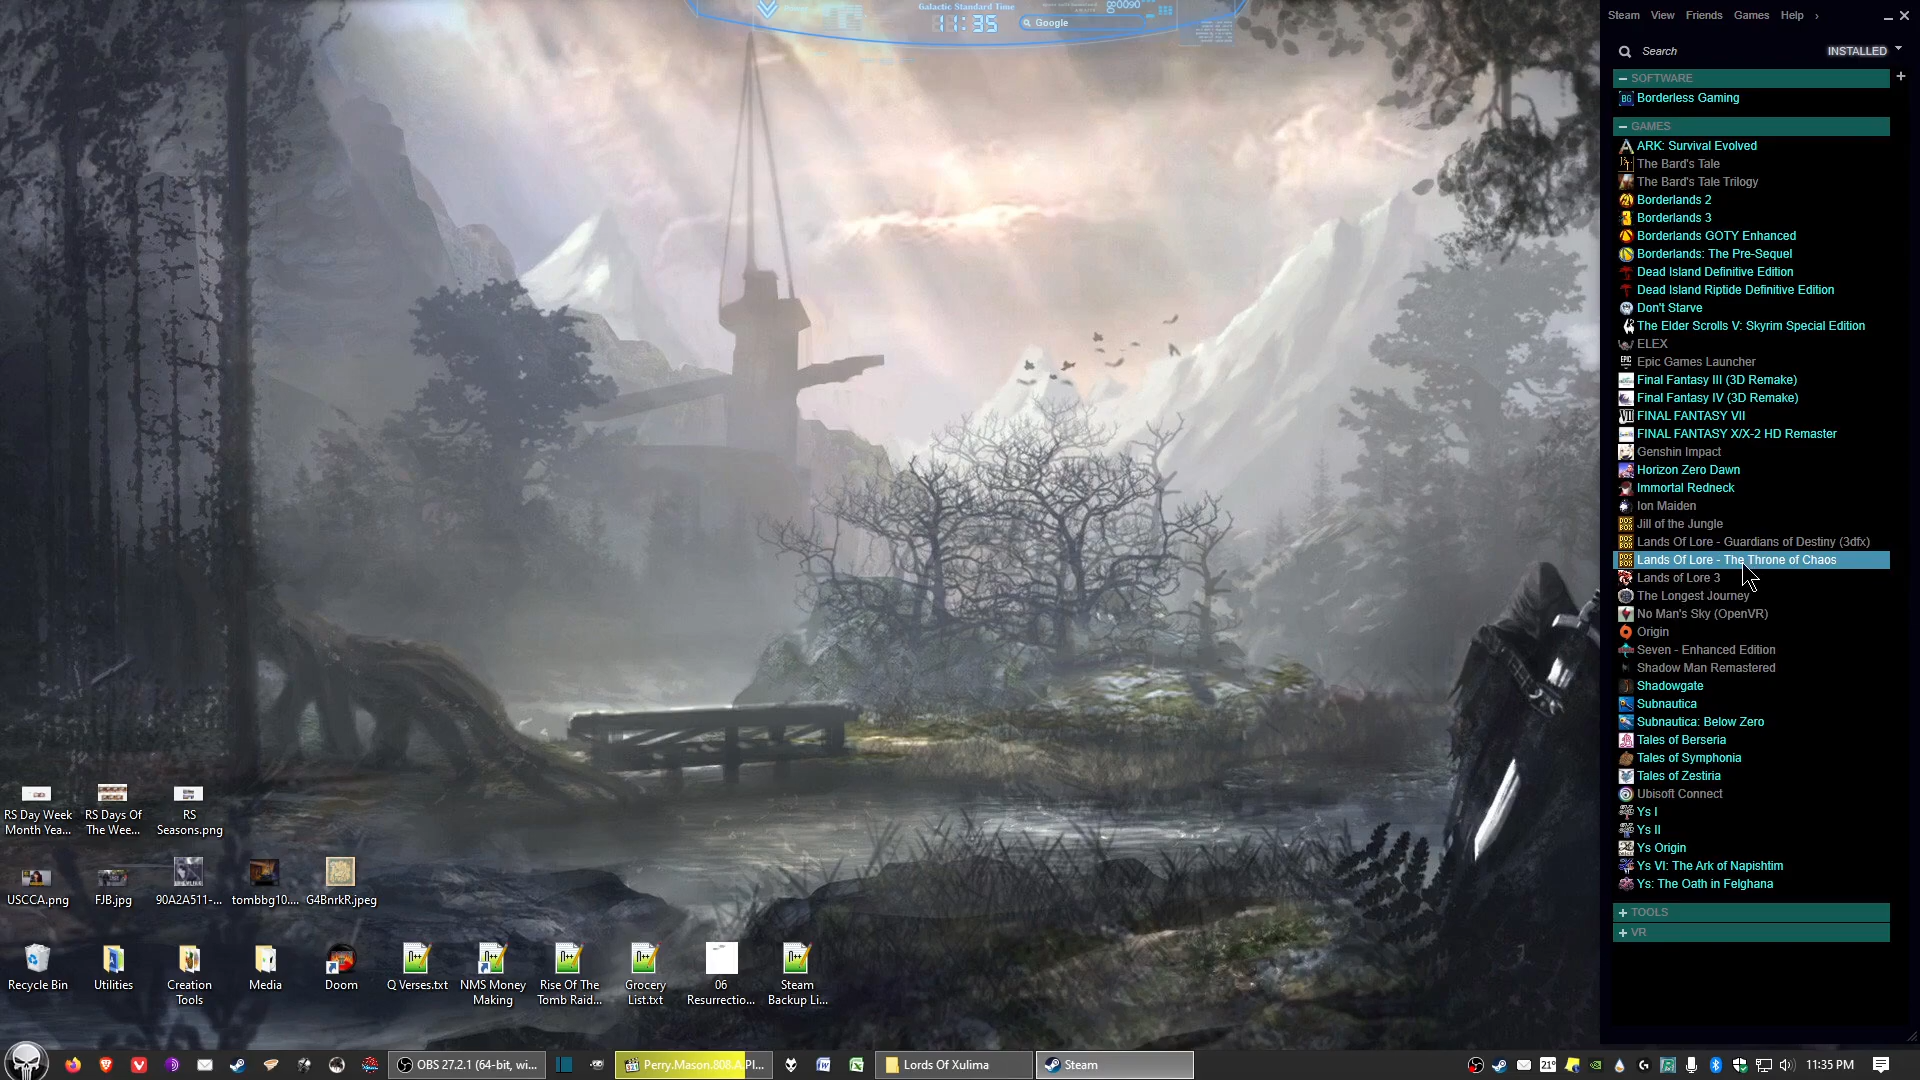 Galactic Standard Time
11:35
Google
Steam View Friends Games Help
Search
INSTALLED
SOFTWARE
Borderless Gaming
GAMES
ARK: Survival Evolved
The Bard's Tale
The Bard's Tale Trilogy
Borderlands 2
Borderlands 3
Borderlands GOTY Enhanced
Borderlands: The Pre-Sequel
Dead Island Definitive Edition
Dead Island Riptide Definitive Edition
Don't Starve
The Elder Scrolls V: Skyrim Special Edition
ELEX
Epic Games Launcher
Final Fantasy III (3D Remake)
Final Fantasy IV (3D Remake)
FINAL FANTASY VII
FINAL FANTASY X/X-2 HD Remaster
Genshin Impact
Horizon Zero Dawn
Immortal Redneck
Ion Maiden
Jill of the Jungle
Lands Of Lore - Guardians of Destiny (3dfx)
Lands Of Lore - The Throne of Chaos
Lands of Lore 3
The Longest Journey
No Man's Sky (OpenVR)
Origin
Seven - Enhanced Edition
Shadow Man Remastered
Shadowgate
Subnautica
Subnautica: Below Zero
Tales of Berseria
Tales of Symphonia
Tales of Zestiria
Ubisoft Connect
Ys I
Ys II
Ys Origin
Ys VI: The Ark of Napishtim
Ys: The Oath in Felghana
TOOLS
VR
RS Day Week
Month Yea...
RS Days Of
The Wee...
RS
Seasons.png
USCCA.png
FJB.jpg
90A2A511-...
tombbg10....
G4BnrkR.jpeg
Recycle Bin
Utilities
Creation
Tools
Media
Doom
Q Verses.txt
NMS Money
Making
Rise Of The
Tomb Raid...
Grocery
List.txt
06
Resurrectio...
Steam
Backup Li...
OBS 27.2.1 (64-bit, wi...
Perry.Mason.808.A.Pl...
Lords Of Xulima
Steam
21°
11:35 PM